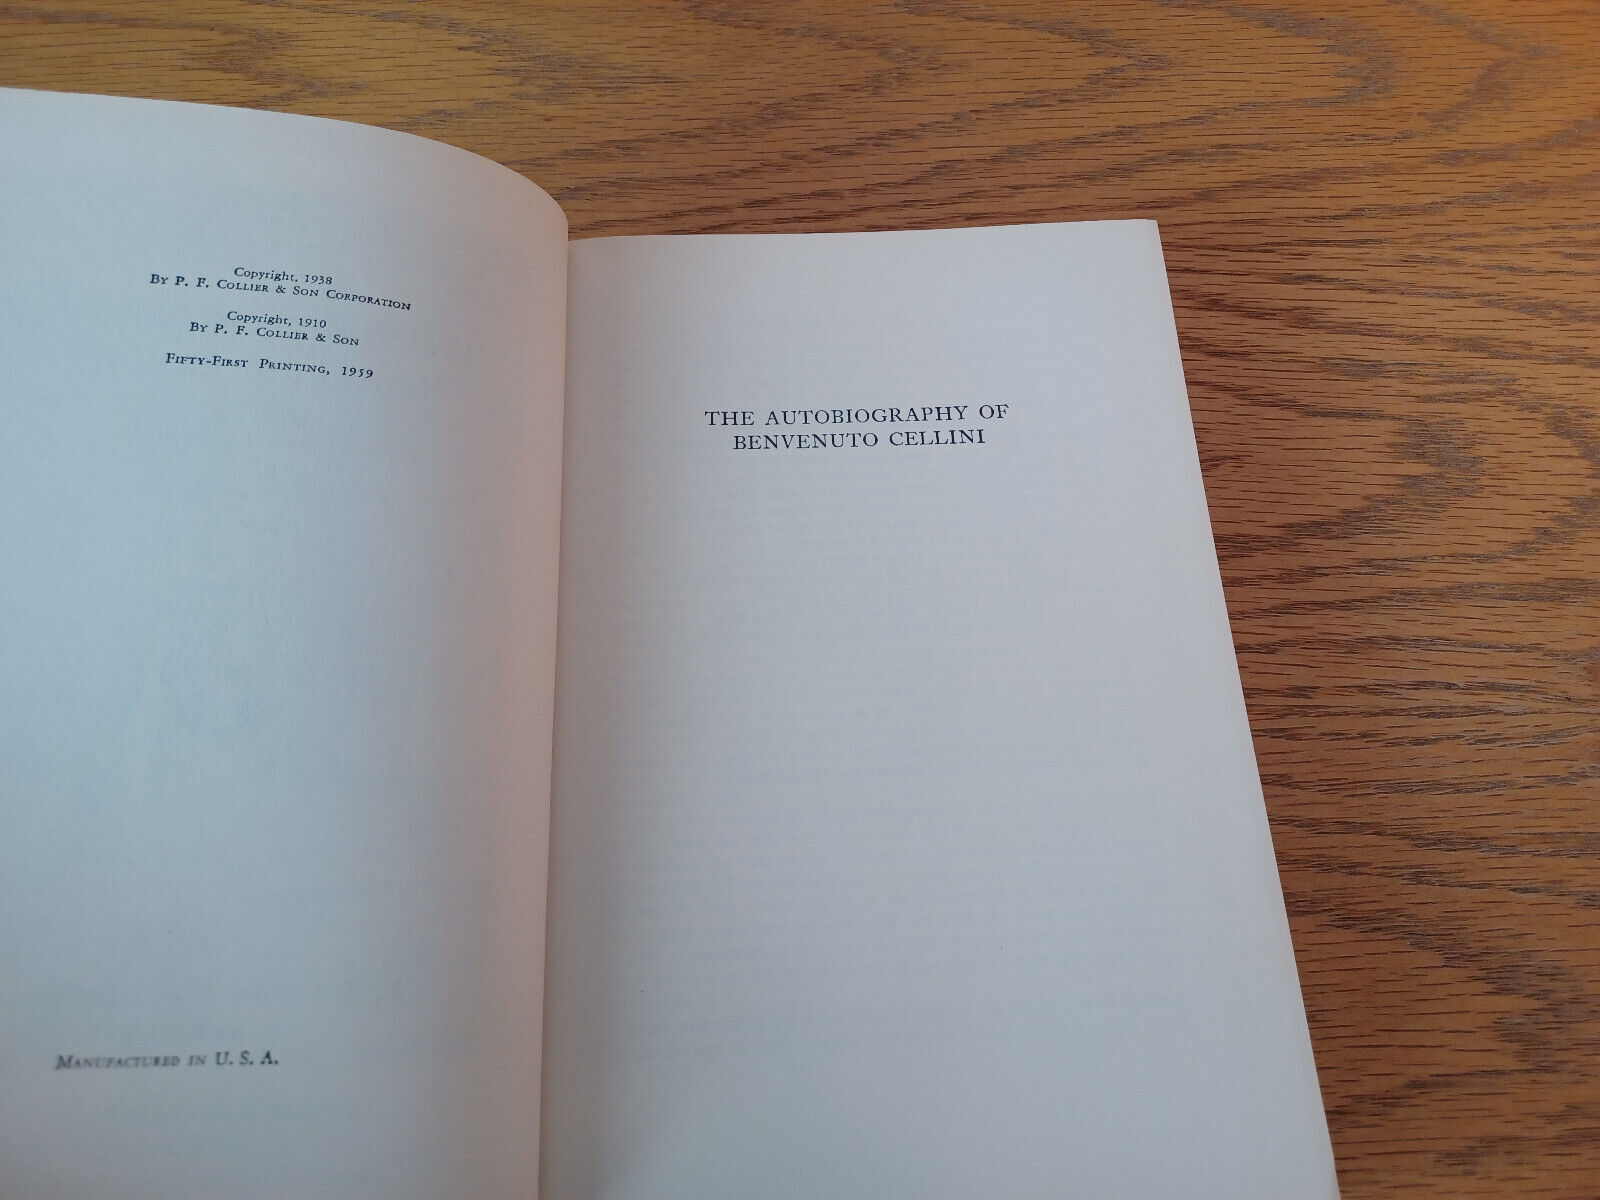 Copyright, 1938
By P. F. Collier & Son Corporation
Copyright, 1910
By P. F. Collier & Son
Fifty-First Printing, 1959
Manufactured in U. S. A.
THE AUTOBIOGRAPHY OF
BENVENUTO CELLINI